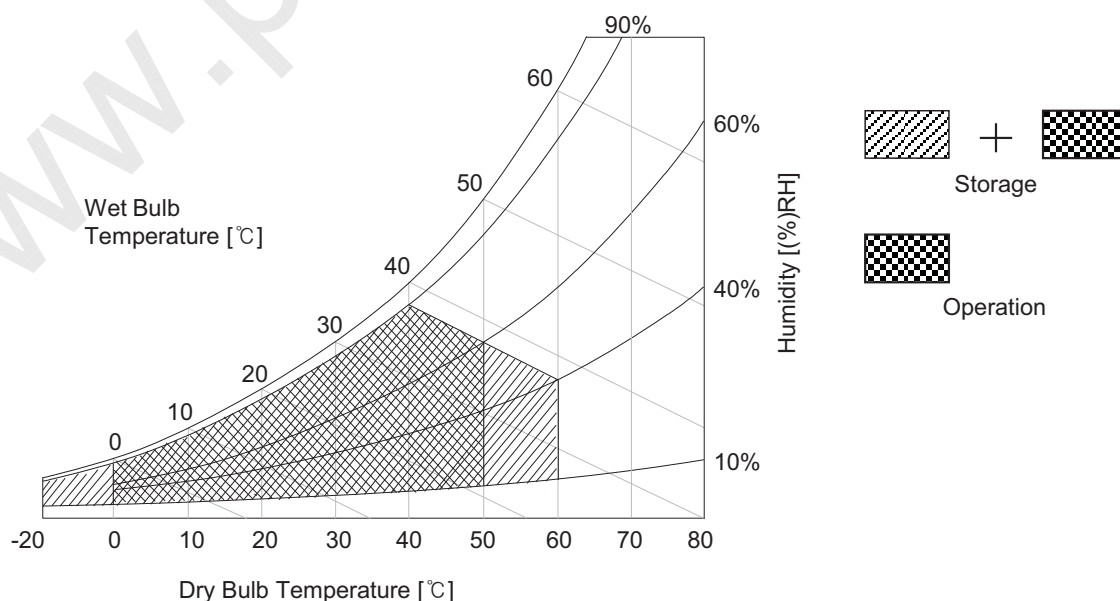 90%
60
60%
50
Wet Bulb
Temperature [℃]
40
40%
30
20
10
0
10%
-20 0 10 20 30 40 50 60 70 80
Dry Bulb Temperature [℃]
Humidity [(%)RH]
+
Storage
Operation